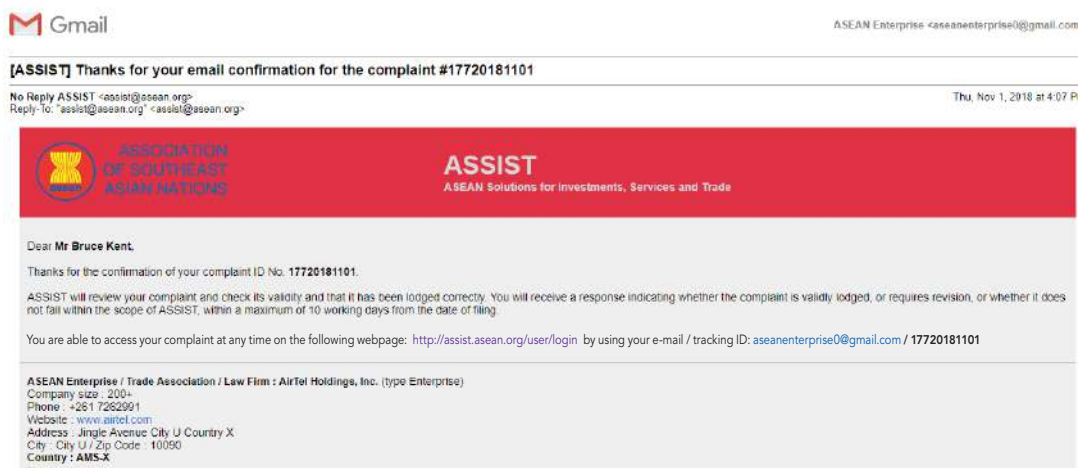 Gmail
ASEAN Enterprise <aseanenterprise0@gmail.com
[ASSIST] Thanks for your email confirmation for the complaint #17720181101
No Reply ASSIST <assist@asean.org>
Thu, Nov 1, 2018 at 4:07 P
Reply-To: "assist@asean.org" <assist@asean.org>
ASSOCIATION
OF SOUTHEAST
ASIAN NATIONS
asean
ASSIST
ASEAN Solutions for Investments, Services and Trade
Dear Mr Bruce Kent,
Thanks for the confirmation of your complaint ID No. 17720181101.
ASSIST will review your complaint and check its validity and that it has been lodged correctly. You will receive a response indicating whether the complaint is validly lodged, or requires revision, or whether it does
not fall within the scope of ASSIST, within a maximum of 10 working days from the date of filing.
You are able to access your complaint at any time on the following webpage: http://assist.asean.org/user/login by using your e-mail / tracking ID: aseanenterprise0@gmail.com / 17720181101
ASEAN Enterprise / Trade Association / Law Firm : AirTel Holdings, Inc. (type Enterprise)
Company size : 200+
Phone : +261 7262991
Website : www.airtel.com
Address : Jingle Avenue City U Country X
City : City U / Zip Code : 10090
Country : AMS-X